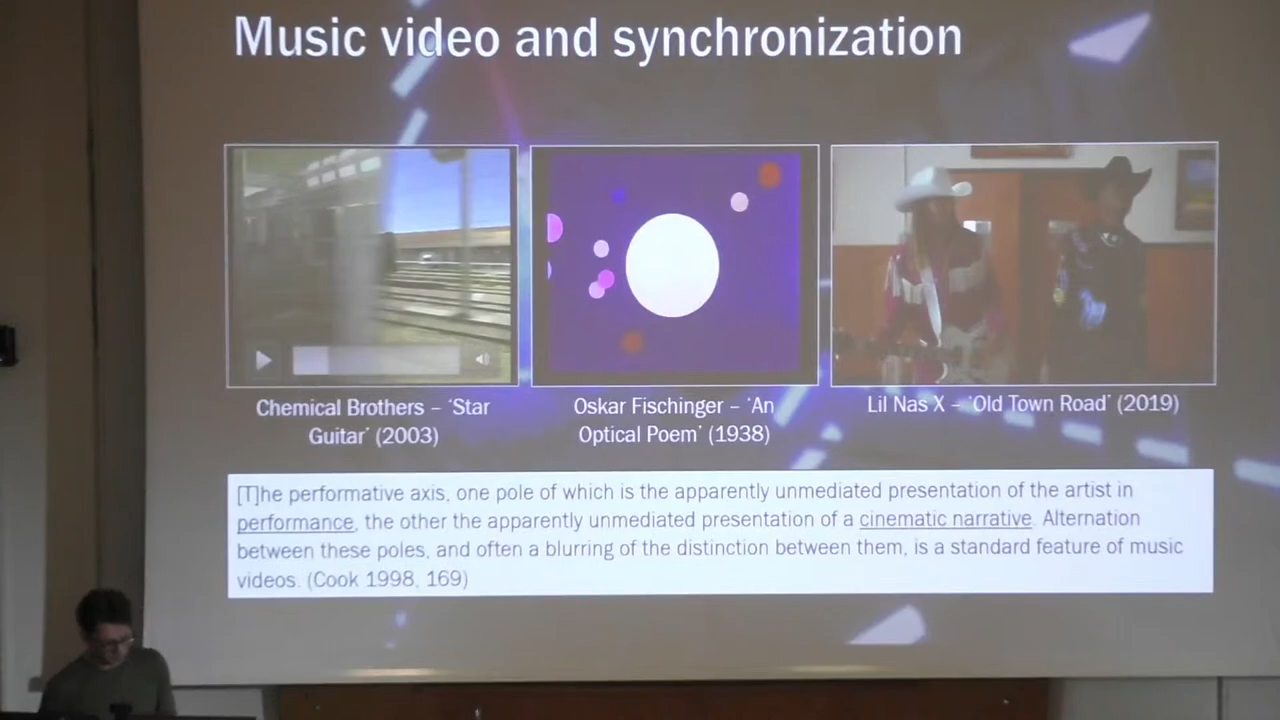 Music video and synchronization
Chemical Brothers – ‘Star
Guitar’ (2003)
Oskar Fischinger – ‘An
Optical Poem’ (1938)
Lil Nas X – ‘Old Town Road’ (2019)
[T]he performative axis, one pole of which is the apparently unmediated presentation of the artist in
performance, the other the apparently unmediated presentation of a cinematic narrative. Alternation
between these poles, and often a blurring of the distinction between them, is a standard feature of music
videos. (Cook 1998, 169)